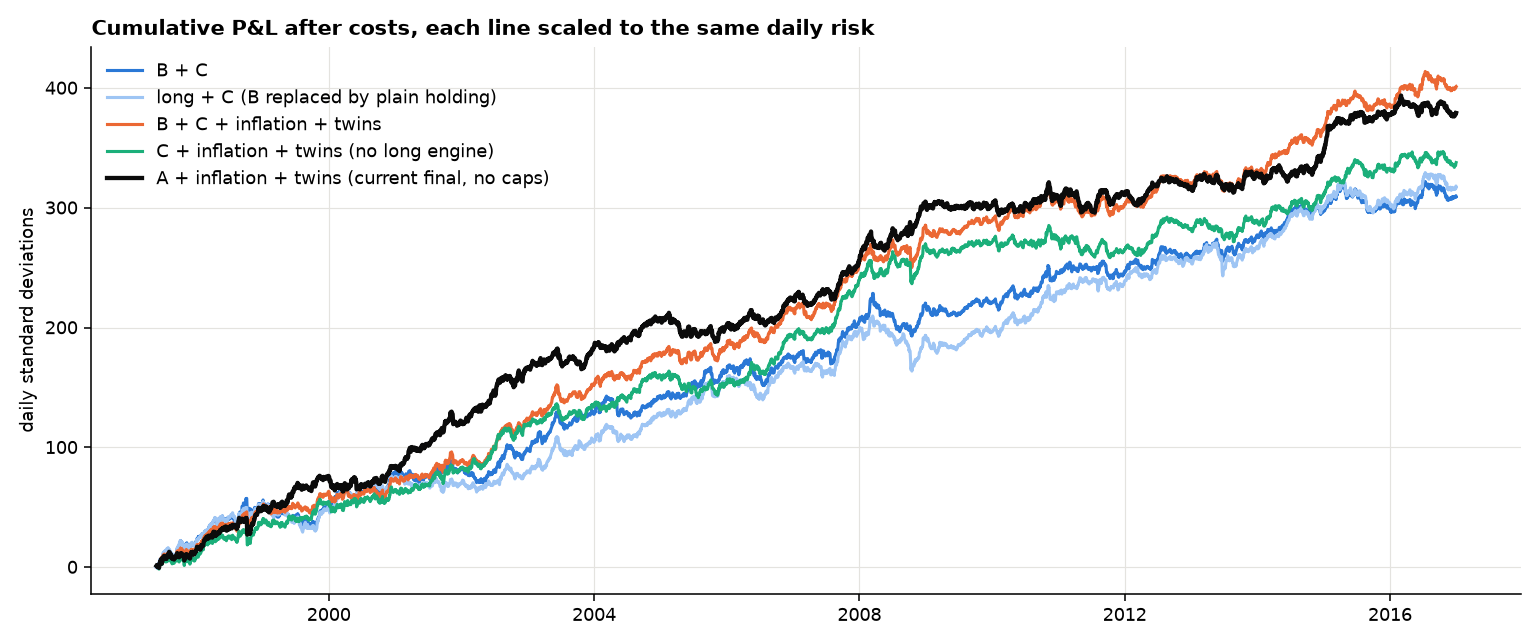 Cumulative P&L after costs, each line scaled to the same daily risk
B + C
long + C (B replaced by plain holding)
B + C + inflation + twins
C + inflation + twins (no long engine)
A + inflation + twins (current final, no caps)
daily standard deviations
400
300
200
100
0
2000
2004
2008
2012
2016